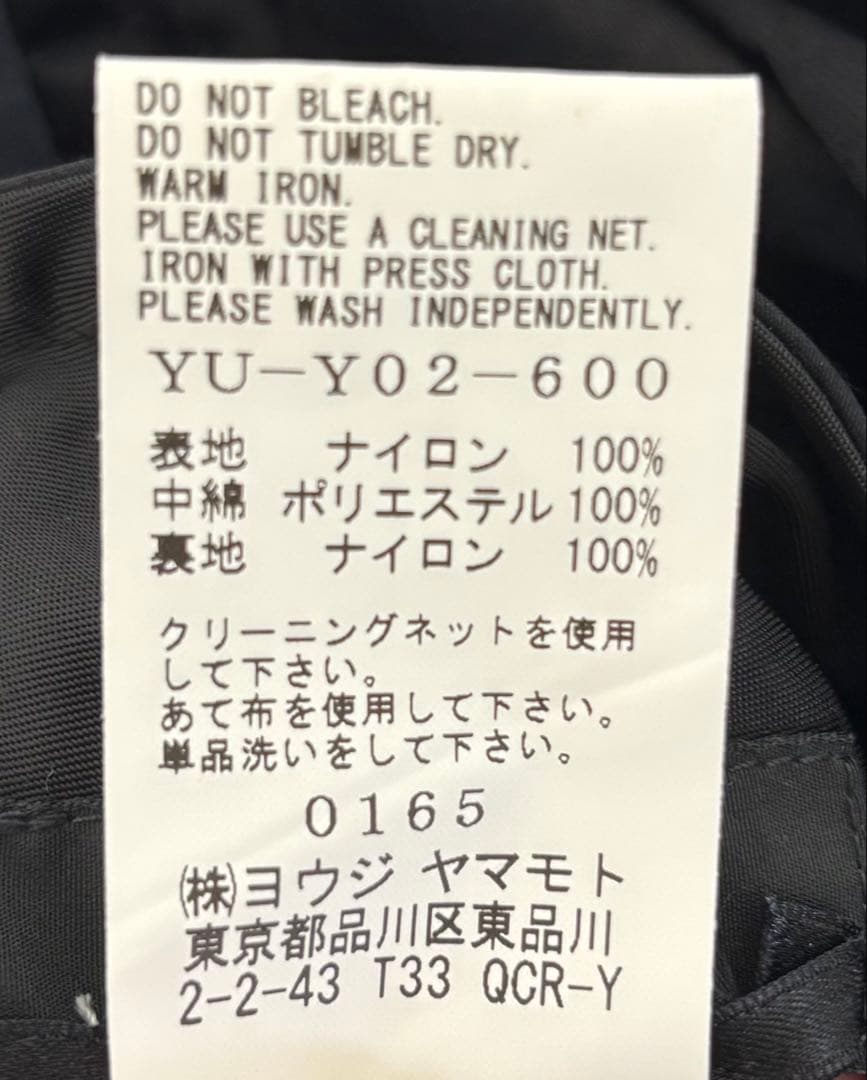 DO NOT BLEACH.
DO NOT TUMBLE DRY.
WARM IRON.
PLEASE USE A CLEANING NET.
IRON WITH PRESS CLOTH.
PLEASE WASH INDEPENDENTLY.
YU-Y02-600
表地 ナイロン 100%
中綿 ポリエステル 100%
裏地 ナイロン 100%
クリーニングネットを使用
して下さい。
あて布を使用して下さい。
単品洗いをして下さい。
0165
(株)ヨウジ ヤマモト
東京都品川区東品川
2-2-43 T33 QCR-Y